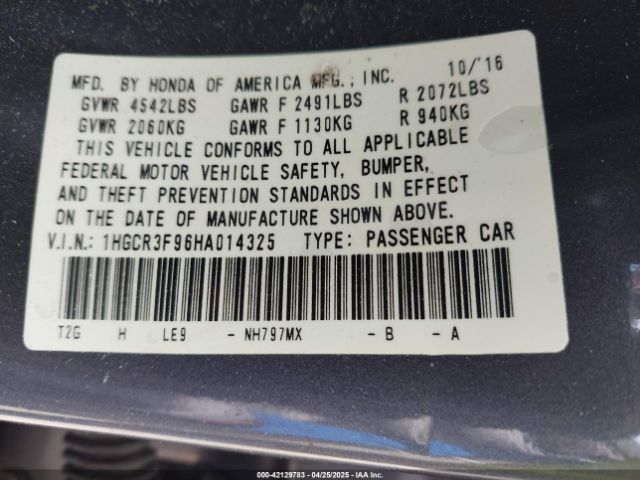 MFD. BY HONDA OF AMERICA MFG., INC. 10/'16
GVWR 4542LBS GAWR F 2491LBS R 2072LBS
GVWR 2060KG GAWR F 1130KG R 940KG
THIS VEHICLE CONFORMS TO ALL APPLICABLE
FEDERAL MOTOR VEHICLE SAFETY, BUMPER,
AND THEFT PREVENTION STANDARDS IN EFFECT
ON THE DATE OF MANUFACTURE SHOWN ABOVE.
V.I.N.: 1HGCR3F96HA014325 TYPE: PASSENGER CAR
T2G H LE9 - NH797MX - B - A
000-42129783 - 04/25/2025 - IAA Inc.